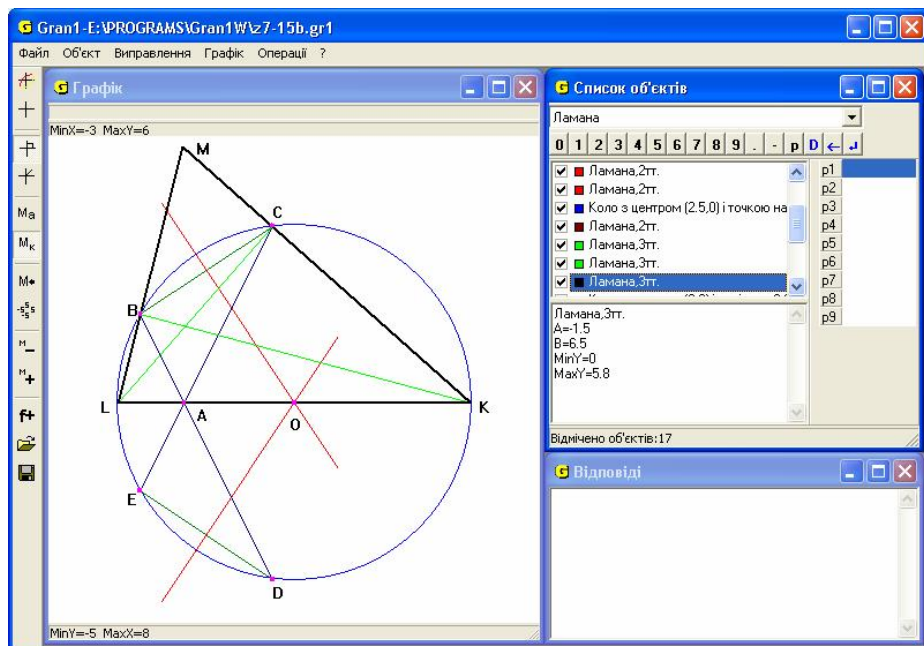 Gran1-E:\PROGRAMS\Gran1W\z7-15b.gr1
Файл Об'єкт Виправлення Графік Операції ?
Графік
MinX=-3 MaxY=6
M
C
B
L
A
O
K
E
D
MinY=-5 MaxX=8
Ma
Mк
M
M
M
f+
Список об'єктів
Ламана
0 1 2 3 4 5 6 7 8 9 . - p D
Ламана,2тт.
Ламана,2тт.
Коло з центром (2.5,0) і точкою на
Ламана,2тт.
Ламана,3тт.
Ламана,3тт.
Ламана,3тт.
p1
p2
p3
p4
p5
p6
p7
p8
p9
Ламана,3тт.
A=-1.5
B=6.5
MinY=0
MaxY=5.8
Відмічено об'єктів:17
Відповіді